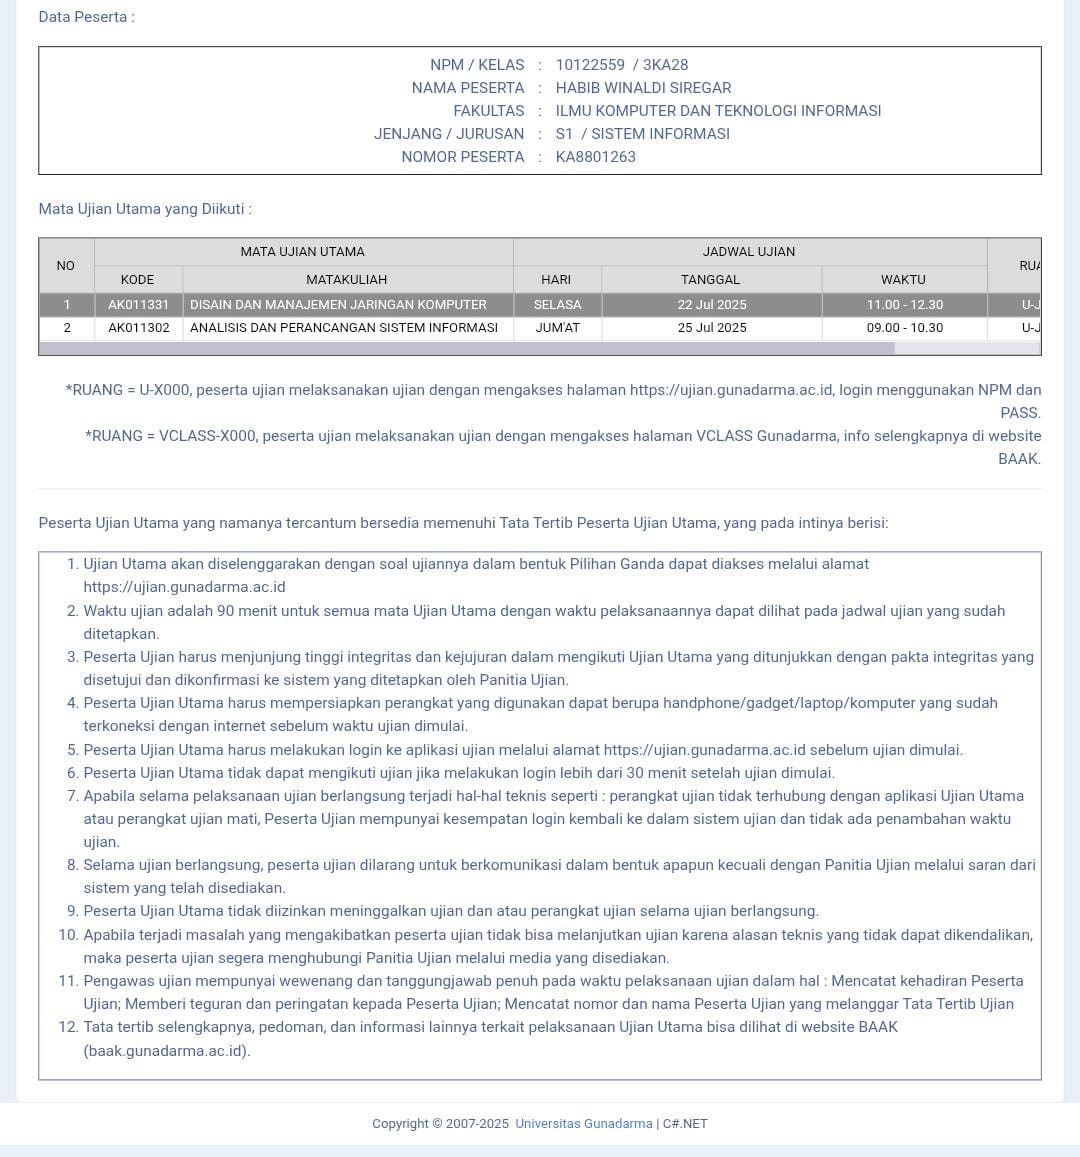 Data Peserta :
NPM / KELAS : 10122559 / 3KA28
NAMA PESERTA : HABIB WINALDI SIREGAR
FAKULTAS : ILMU KOMPUTER DAN TEKNOLOGI INFORMASI
JENJANG / JURUSAN : S1 / SISTEM INFORMASI
NOMOR PESERTA : KA8801263
Mata Ujian Utama yang Diikuti :
NO MATA UJIAN UTAMA JADWAL UJIAN RUA
KODE MATAKULIAH HARI TANGGAL WAKTU
1 AK011331 DISAIN DAN MANAJEMEN JARINGAN KOMPUTER SELASA 22 Jul 2025 11.00 - 12.30 U-J
2 AK011302 ANALISIS DAN PERANCANGAN SISTEM INFORMASI JUM'AT 25 Jul 2025 09.00 - 10.30 U-J
*RUANG = U-X000, peserta ujian melaksanakan ujian dengan mengakses halaman https://ujian.gunadarma.ac.id, login menggunakan NPM dan
PASS.
*RUANG = VCLASS-X000, peserta ujian melaksanakan ujian dengan mengakses halaman VCLASS Gunadarma, info selengkapnya di website
BAAK.
Peserta Ujian Utama yang namanya tercantum bersedia memenuhi Tata Tertib Peserta Ujian Utama, yang pada intinya berisi:
1. Ujian Utama akan diselenggarakan dengan soal ujiannya dalam bentuk Pilihan Ganda dapat diakses melalui alamat
https://ujian.gunadarma.ac.id
2. Waktu ujian adalah 90 menit untuk semua mata Ujian Utama dengan waktu pelaksanaannya dapat dilihat pada jadwal ujian yang sudah
ditetapkan.
3. Peserta Ujian harus menjunjung tinggi integritas dan kejujuran dalam mengikuti Ujian Utama yang ditunjukkan dengan pakta integritas yang
disetujui dan dikonfirmasi ke sistem yang ditetapkan oleh Panitia Ujian.
4. Peserta Ujian Utama harus mempersiapkan perangkat yang digunakan dapat berupa handphone/gadget/laptop/komputer yang sudah
terkoneksi dengan internet sebelum waktu ujian dimulai.
5. Peserta Ujian Utama harus melakukan login ke aplikasi ujian melalui alamat https://ujian.gunadarma.ac.id sebelum ujian dimulai.
6. Peserta Ujian Utama tidak dapat mengikuti ujian jika melakukan login lebih dari 30 menit setelah ujian dimulai.
7. Apabila selama pelaksanaan ujian berlangsung terjadi hal-hal teknis seperti : perangkat ujian tidak terhubung dengan aplikasi Ujian Utama
atau perangkat ujian mati, Peserta Ujian mempunyai kesempatan login kembali ke dalam sistem ujian dan tidak ada penambahan waktu
ujian.
8. Selama ujian berlangsung, peserta ujian dilarang untuk berkomunikasi dalam bentuk apapun kecuali dengan Panitia Ujian melalui saran dari
sistem yang telah disediakan.
9. Peserta Ujian Utama tidak diizinkan meninggalkan ujian dan atau perangkat ujian selama ujian berlangsung.
10. Apabila terjadi masalah yang mengakibatkan peserta ujian tidak bisa melanjutkan ujian karena alasan teknis yang tidak dapat dikendalikan,
maka peserta ujian segera menghubungi Panitia Ujian melalui media yang disediakan.
11. Pengawas ujian mempunyai wewenang dan tanggungjawab penuh pada waktu pelaksanaan ujian dalam hal : Mencatat kehadiran Peserta
Ujian; Memberi teguran dan peringatan kepada Peserta Ujian; Mencatat nomor dan nama Peserta Ujian yang melanggar Tata Tertib Ujian
12. Tata tertib selengkapnya, pedoman, dan informasi lainnya terkait pelaksanaan Ujian Utama bisa dilihat di website BAAK
(baak.gunadarma.ac.id).
Copyright © 2007-2025 Universitas Gunadarma | C#.NET